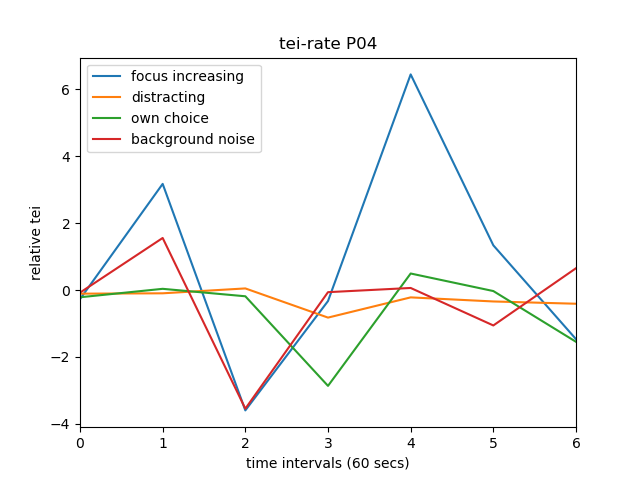 tei-rate P04
focus increasing
distracting
own choice
background noise
relative tei
6
4
2
0
−2
−4
0 1 2 3 4 5 6
time intervals (60 secs)